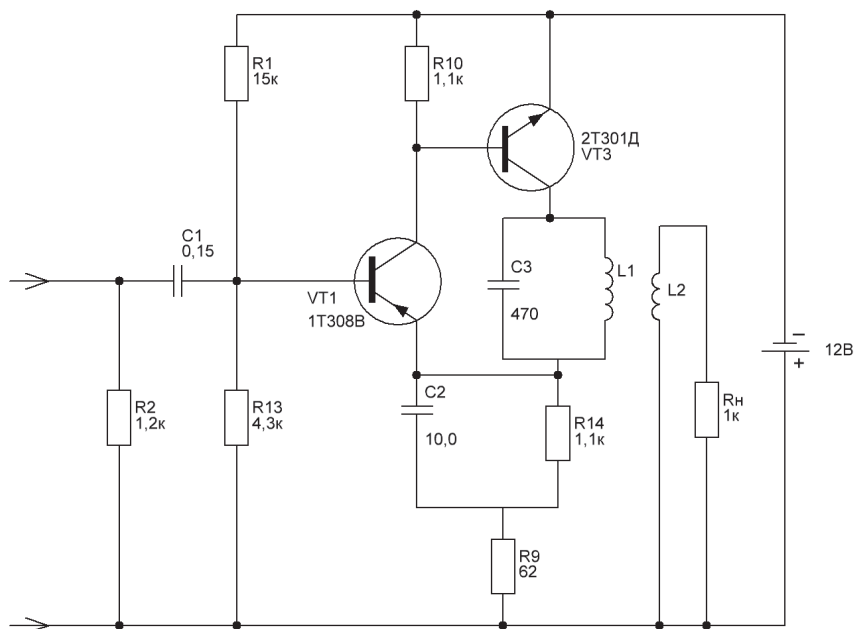 R1
15к
R10
1,1к
2Т301Д
VT3
C1
0,15
VT1
1Т308В
C3
470
L1
L2
−
+
12В
R2
1,2к
R13
4,3к
C2
10,0
R14
1,1к
Rн
1к
R9
62